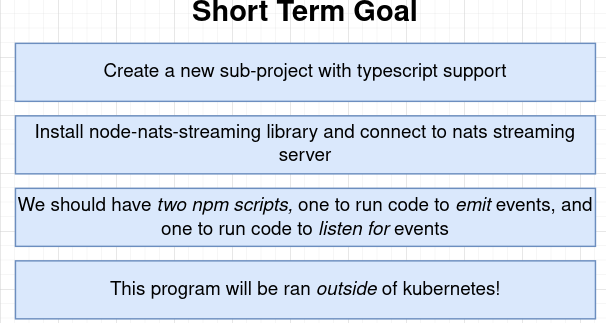 Short Term Goal
Create a new sub-project with typescript support
Install node-nats-streaming library and connect to nats streaming
server
We should have two npm scripts, one to run code to emit events, and
one to run code to listen for events
This program will be ran outside of kubernetes!